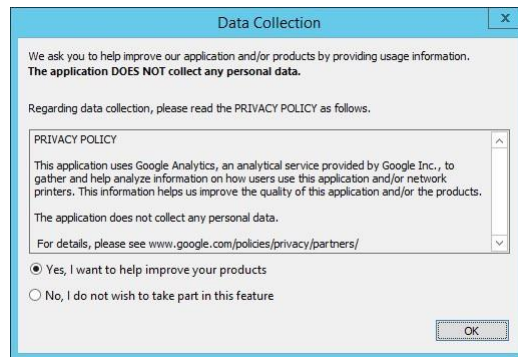 Data Collection
x
We ask you to help improve our application and/or products by providing usage information.
The application DOES NOT collect any personal data.
Regarding data collection, please read the PRIVACY POLICY as follows.
PRIVACY POLICY
This application uses Google Analytics, an analytical service provided by Google Inc., to
gather and help analyze information on how users use this application and/or network
printers. This information helps us improve the quality of this application and/or the products.
The application does not collect any personal data.
For details, please see www.google.com/policies/privacy/partners/
Yes, I want to help improve your products
No, I do not wish to take part in this feature
OK